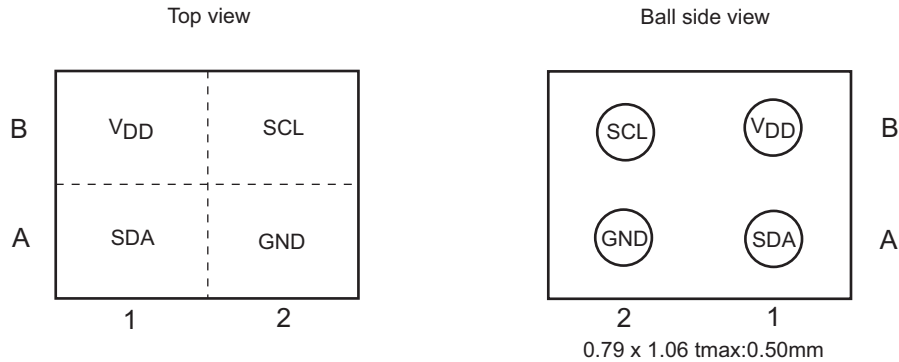 Top view
B
VDD
SCL
A
SDA
GND
1 2
Ball side view
SCL
VDD
B
GND
SDA
A
2 1
0.79 x 1.06 tmax:0.50mm